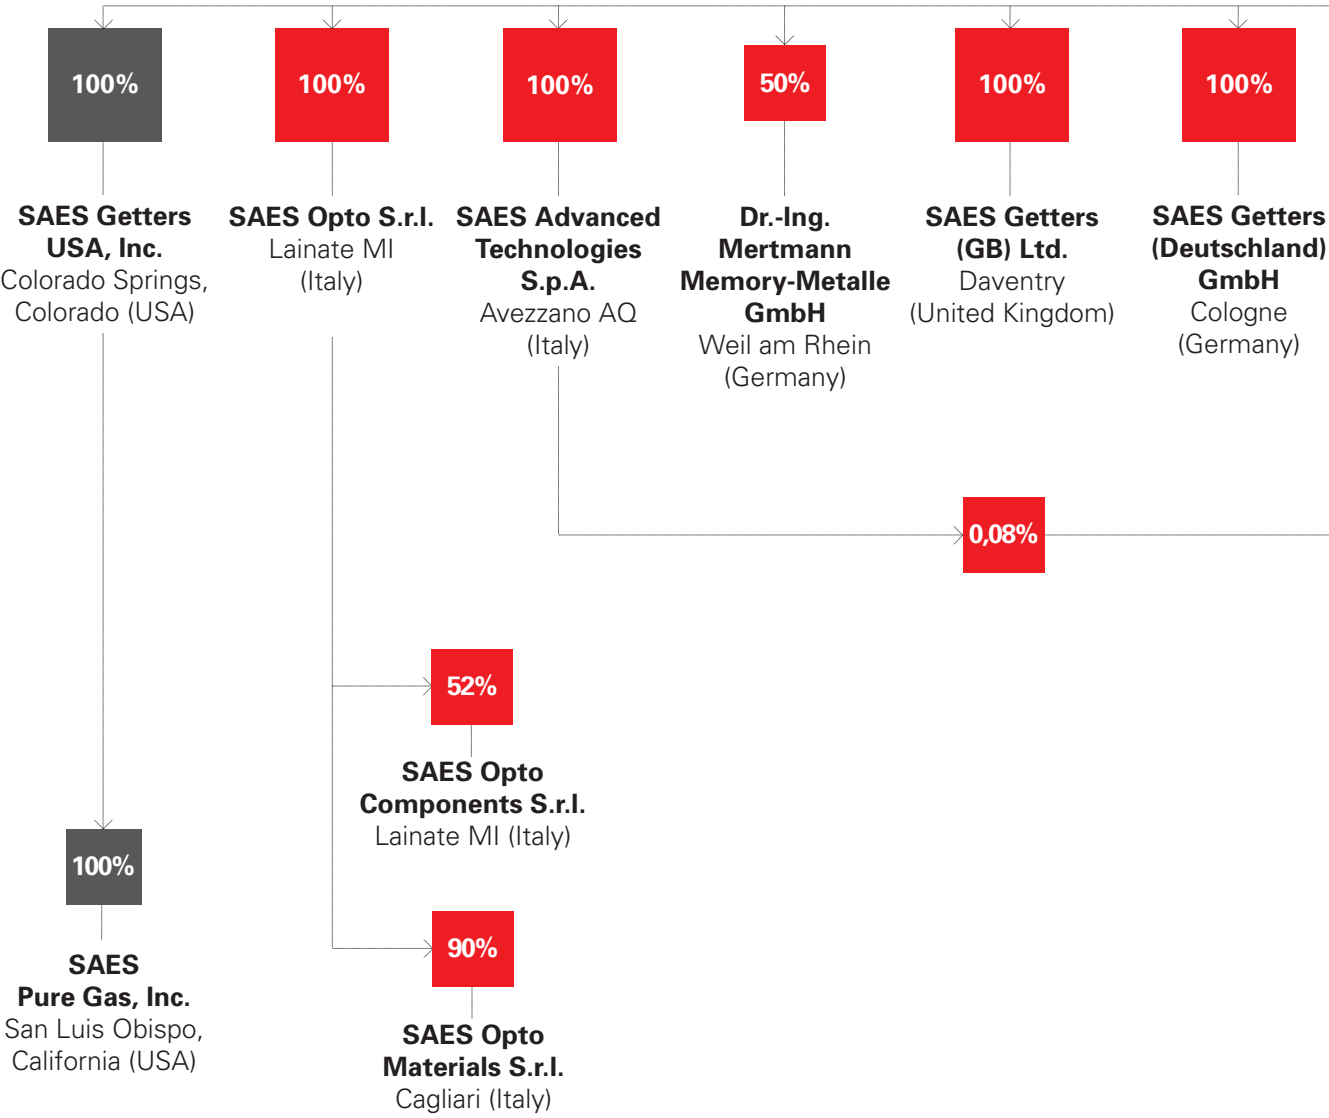 100%
SAES Getters
USA, Inc.
Colorado Springs,
Colorado (USA)
100%
SAES Opto S.r.l.
Lainate MI
(Italy)
100%
SAES Advanced
Technologies
S.p.A.
Avezzano AQ
(Italy)
50%
Dr.-Ing.
Mertmann
Memory-Metalle
GmbH
Weil am Rhein
(Germany)
100%
SAES Getters
(GB) Ltd.
Daventry
(United Kingdom)
100%
SAES Getters
(Deutschland)
GmbH
Cologne
(Germany)
0,08%
52%
SAES Opto
Components S.r.l.
Lainate MI (Italy)
100%
SAES
Pure Gas, Inc.
San Luis Obispo,
California (USA)
90%
SAES Opto
Materials S.r.l.
Cagliari (Italy)